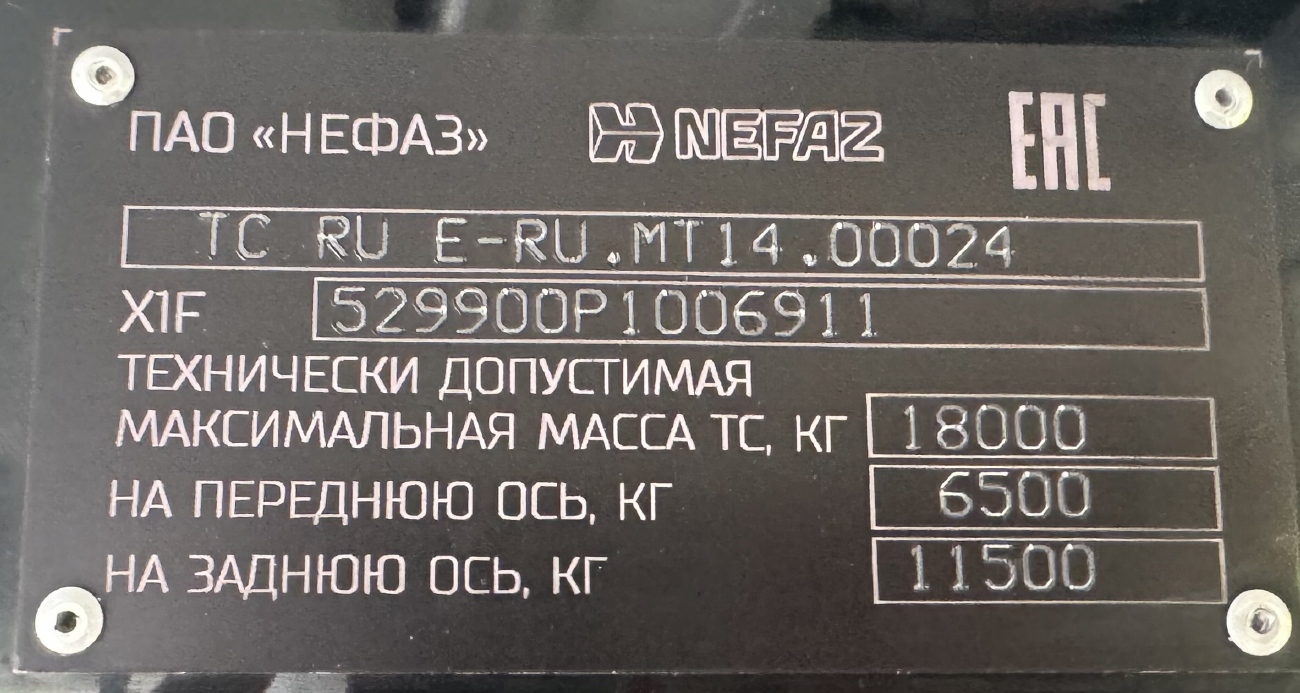 ПАО «НЕФАЗ» NEFAZ EAC
ТС RU E-RU.MT14.00024
X1F 529900P1006911
ТЕХНИЧЕСКИ ДОПУСТИМАЯ
МАКСИМАЛЬНАЯ МАССА ТС, КГ 18000
НА ПЕРЕДНЮЮ ОСЬ, КГ 6500
НА ЗАДНЮЮ ОСЬ, КГ 11500